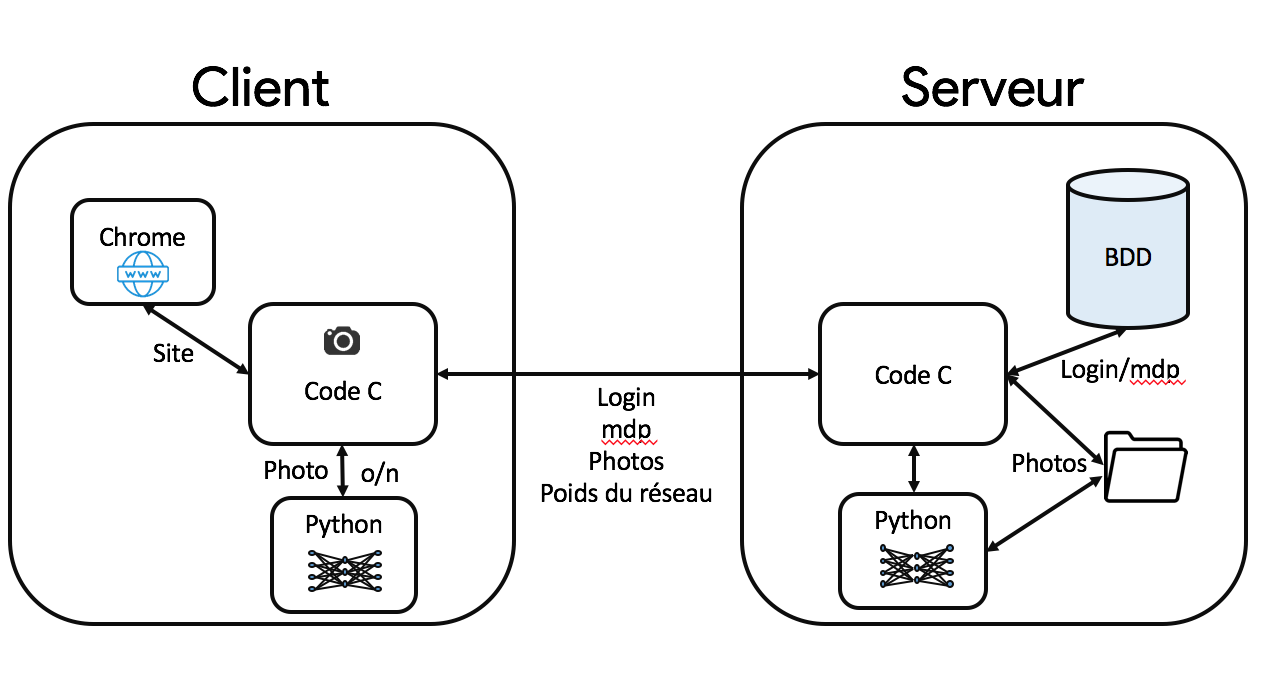 Client
Serveur
Chrome
www
Site
Code C
Photo
o/n
Python
Login
mdp
Photos
Poids du réseau
BDD
Code C
Login/mdp
Photos
Python